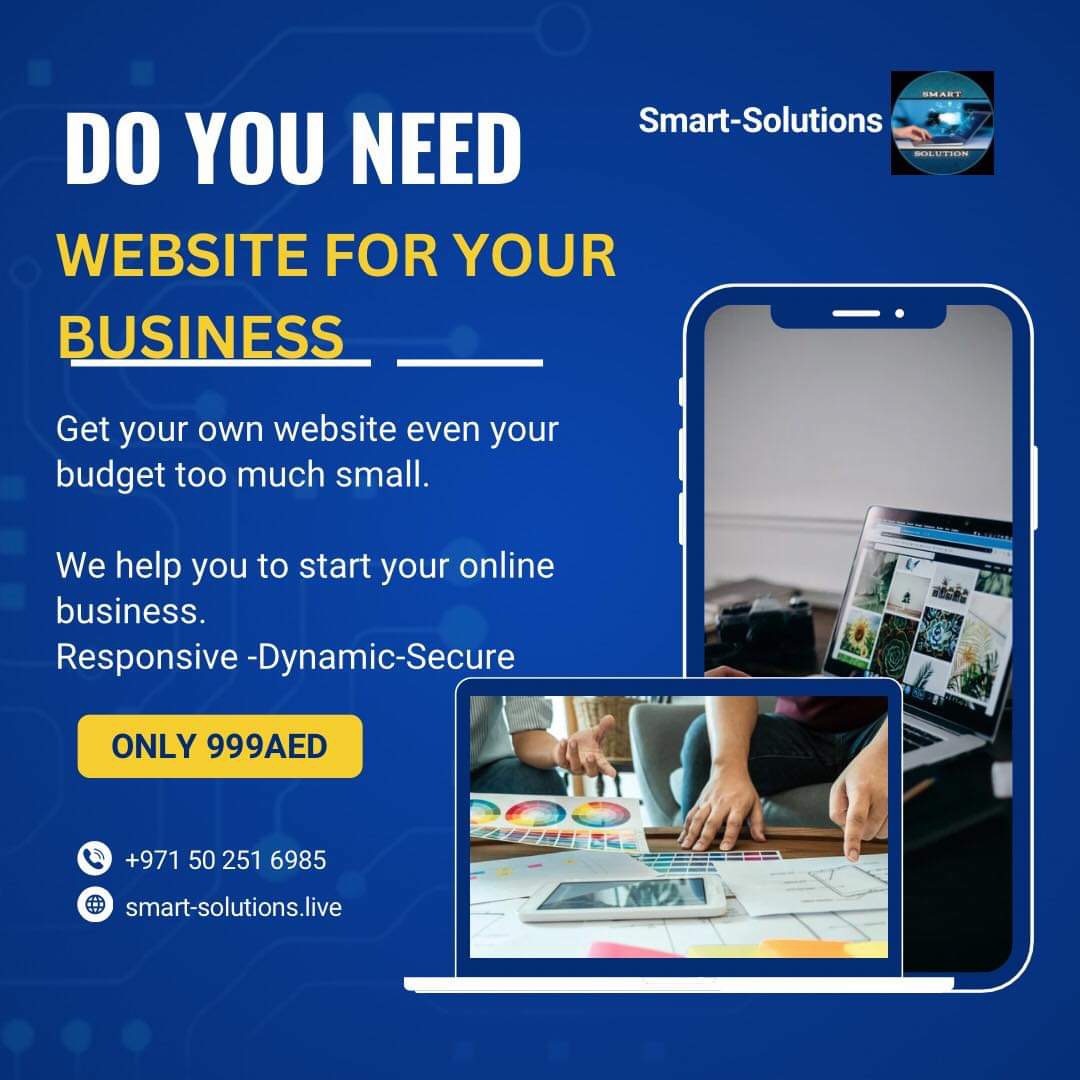 Smart-Solutions
SMART
SOLUTION
DO YOU NEED
WEBSITE FOR YOUR
BUSINESS
Get your own website even your
budget too much small.
We help you to start your online
business.
Responsive -Dynamic-Secure
ONLY 999AED
+971 50 251 6985
smart-solutions.live